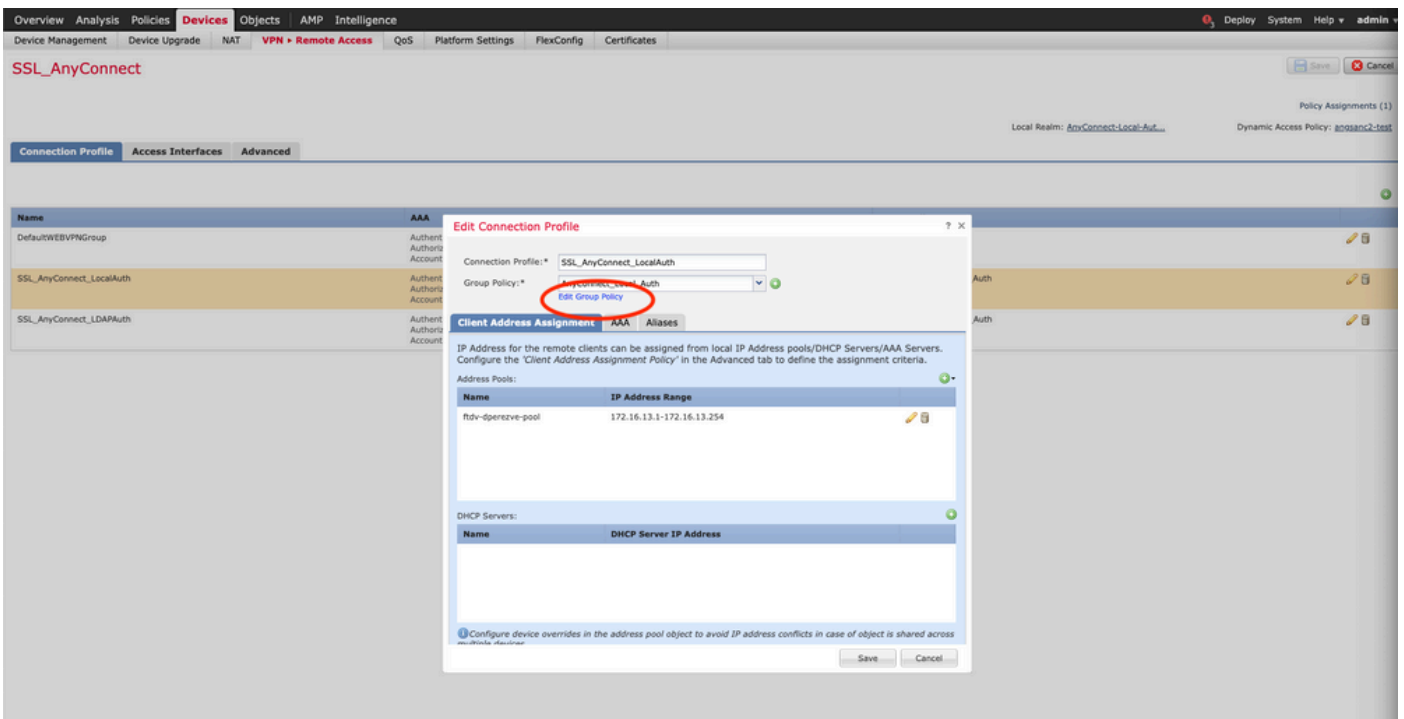 Overview Analysis Policies Devices Objects AMP Intelligence Deploy System Help admin
Device Management Device Upgrade NAT VPN ▸ Remote Access QoS Platform Settings FlexConfig Certificates
SSL_AnyConnect
Save Cancel
Policy Assignments (1)
Local Realm: AnyConnect-Local-Aut... Dynamic Access Policy: angsanc2-test
Connection Profile Access Interfaces Advanced
Name AAA
DefaultWEBVPNGroup
Authent
Authoriz
Account
SSL_AnyConnect_LocalAuth
Authent
Authoriz
Account
Auth
SSL_AnyConnect_LDAPAuth
Authent
Authoriz
Account
Auth
Edit Connection Profile ? ×
Connection Profile:* SSL_AnyConnect_LocalAuth
Group Policy:* AnyConnect_Local_Auth
Edit Group Policy
Client Address Assignment AAA Aliases
IP Address for the remote clients can be assigned from local IP Address pools/DHCP Servers/AAA Servers.
Configure the 'Client Address Assignment Policy' in the Advanced tab to define the assignment criteria.
Address Pools:
Name IP Address Range
ftdv-dperezve-pool 172.16.13.1-172.16.13.254
DHCP Servers:
Name DHCP Server IP Address
Configure device overrides in the address pool object to avoid IP address conflicts in case of object is shared across
multiple devices
Save Cancel